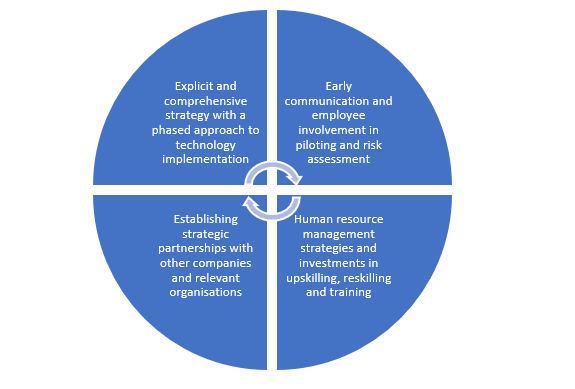 Explicit and
comprehensive
strategy with a
phased approach to
technology
implementation
Early
communication and
employee
involvement in
piloting and risk
assessment
Establishing
strategic
partnerships with
other companies
and relevant
organisations
Human resource
management
strategies and
investments in
upskilling, reskilling
and training